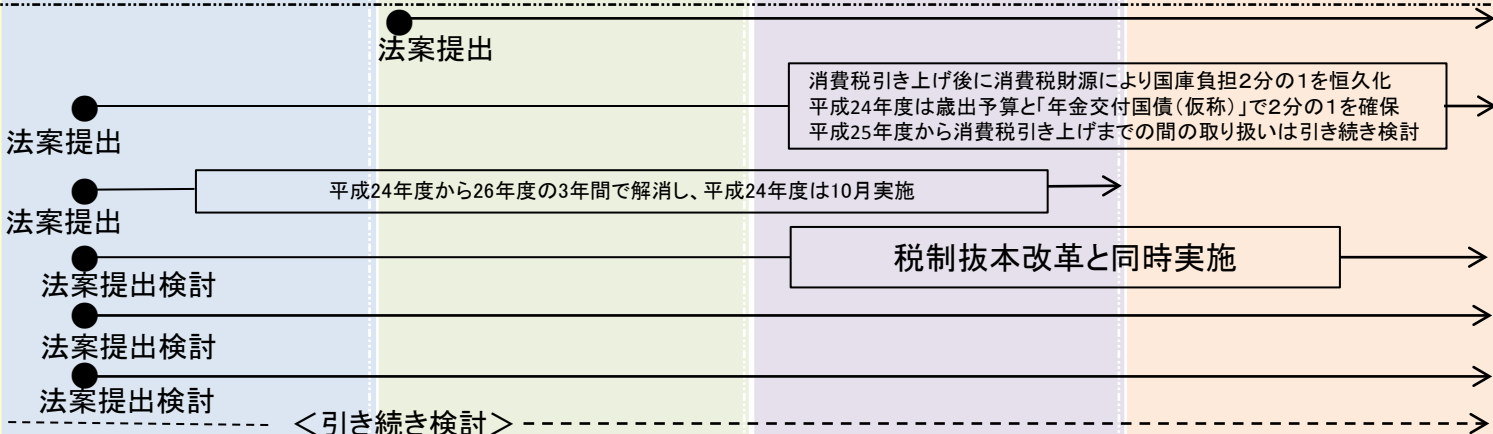 法案提出
消費税引き上げ後に消費税財源により国庫負担2分の1を恒久化
平成24年度は歳出予算と「年金交付国債(仮称)」で2分の1を確保
平成25年度から消費税引き上げまでの間の取り扱いは引き続き検討
法案提出
平成24年度から26年度の3年間で解消し、平成24年度は10月実施
法案提出
税制抜本改革と同時実施
法案提出検討
法案提出検討
法案提出検討
<引き続き検討>